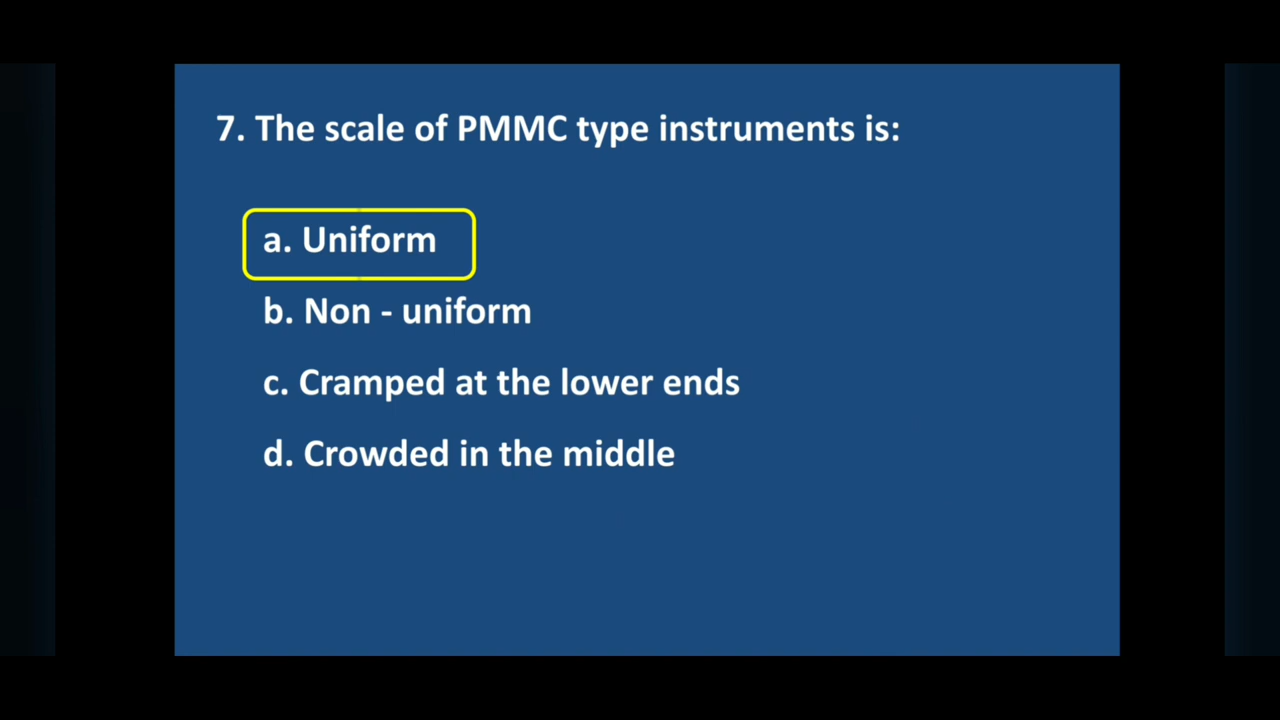 7. The scale of PMMC type instruments is:
a. Uniform
b. Non - uniform
c. Cramped at the lower ends
d. Crowded in the middle